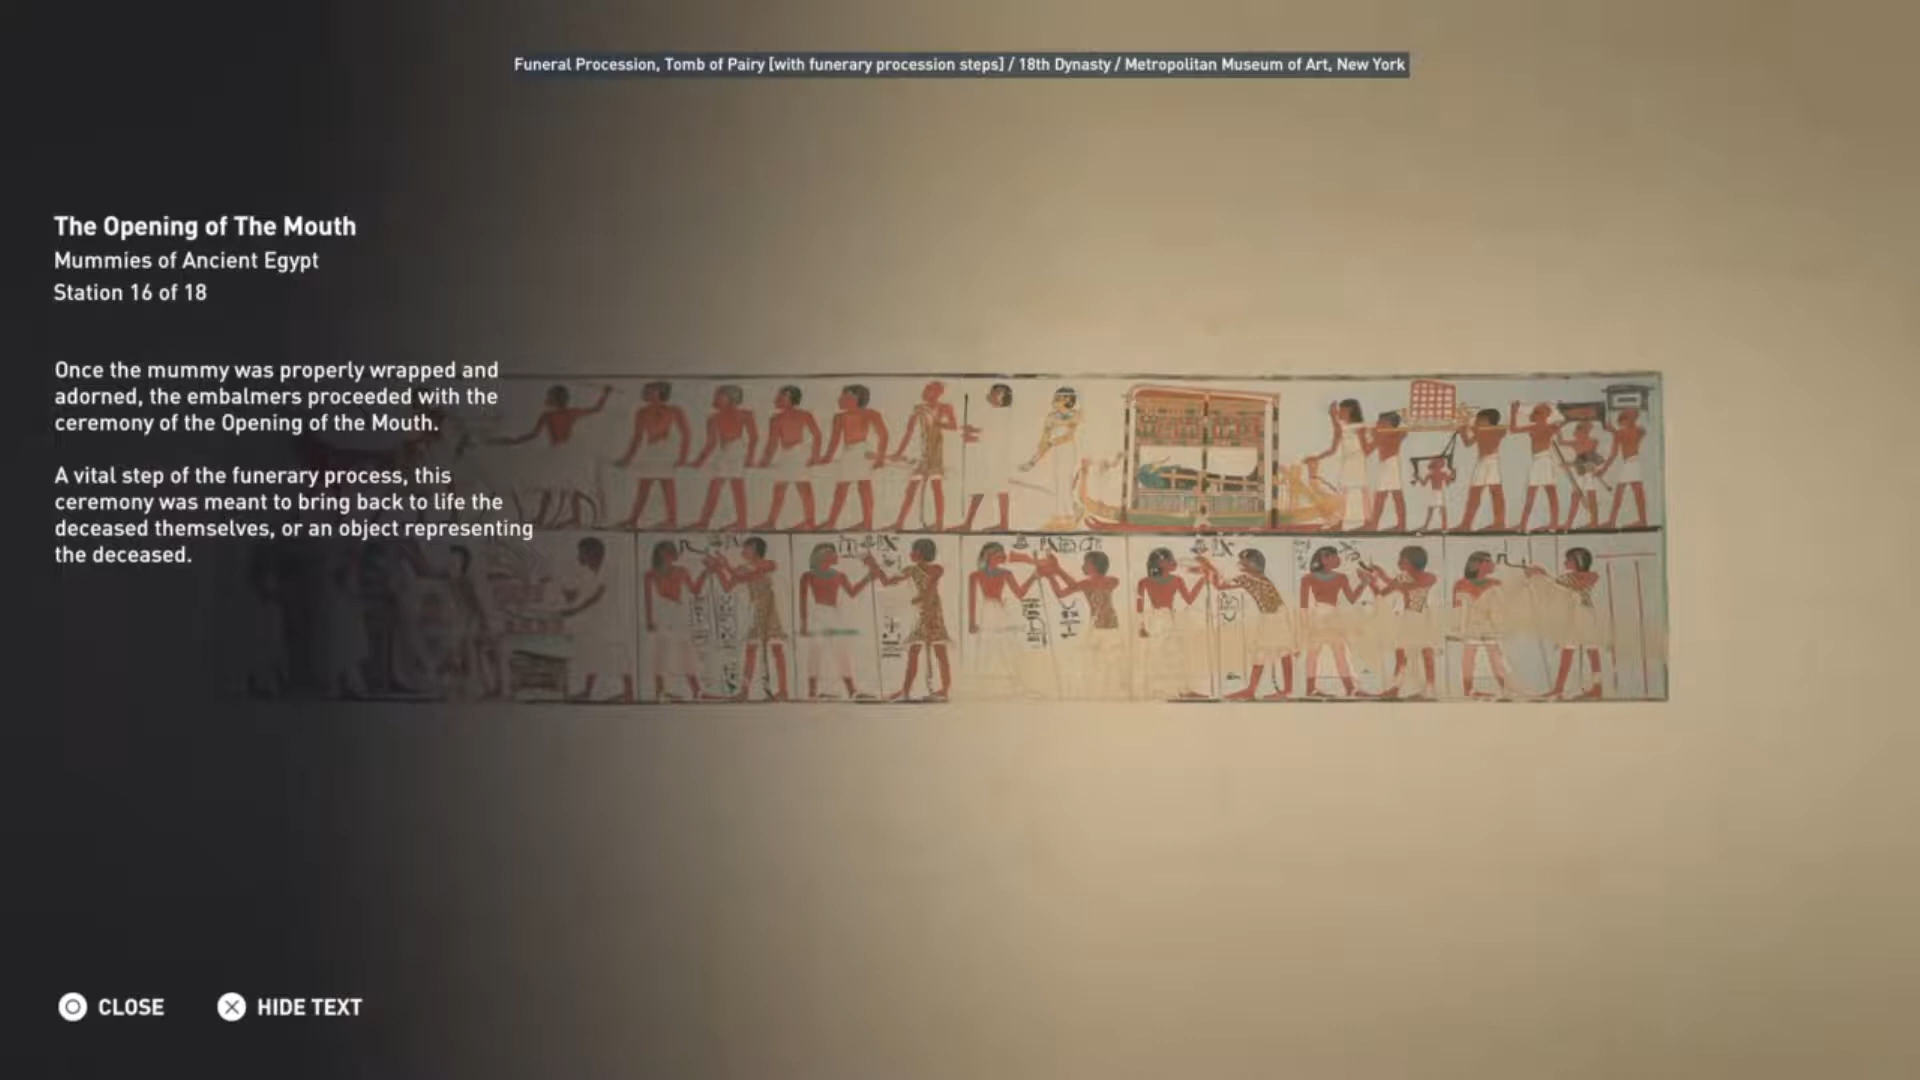 Funeral Procession, Tomb of Pairy [with funerary procession steps] / 18th Dynasty / Metropolitan Museum of Art, New York
The Opening of The Mouth
Mummies of Ancient Egypt
Station 16 of 18
Once the mummy was properly wrapped and
adorned, the embalmers proceeded with the
ceremony of the Opening of the Mouth.
A vital step of the funerary process, this
ceremony was meant to bring back to life the
deceased themselves, or an object representing
the deceased.
CLOSE
HIDE TEXT